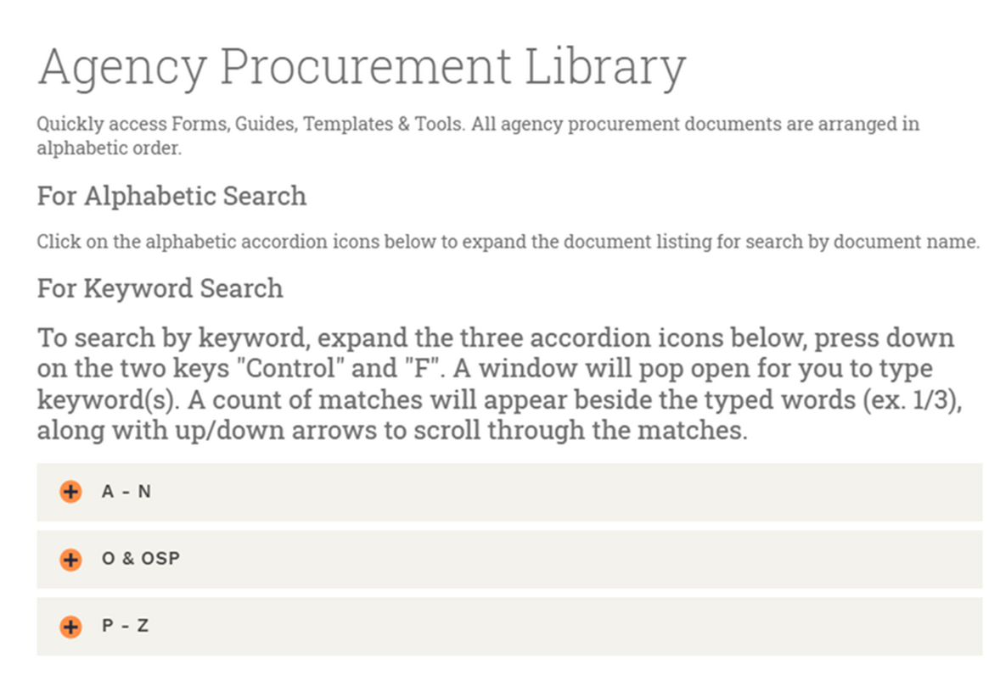 Agency Procurement Library
Quickly access Forms, Guides, Templates & Tools. All agency procurement documents are arranged in
alphabetic order.
For Alphabetic Search
Click on the alphabetic accordion icons below to expand the document listing for search by document name.
For Keyword Search
To search by keyword, expand the three accordion icons below, press down
on the two keys "Control" and "F". A window will pop open for you to type
keyword(s). A count of matches will appear beside the typed words (ex. 1/3),
along with up/down arrows to scroll through the matches.
A - N
O & OSP
P - Z